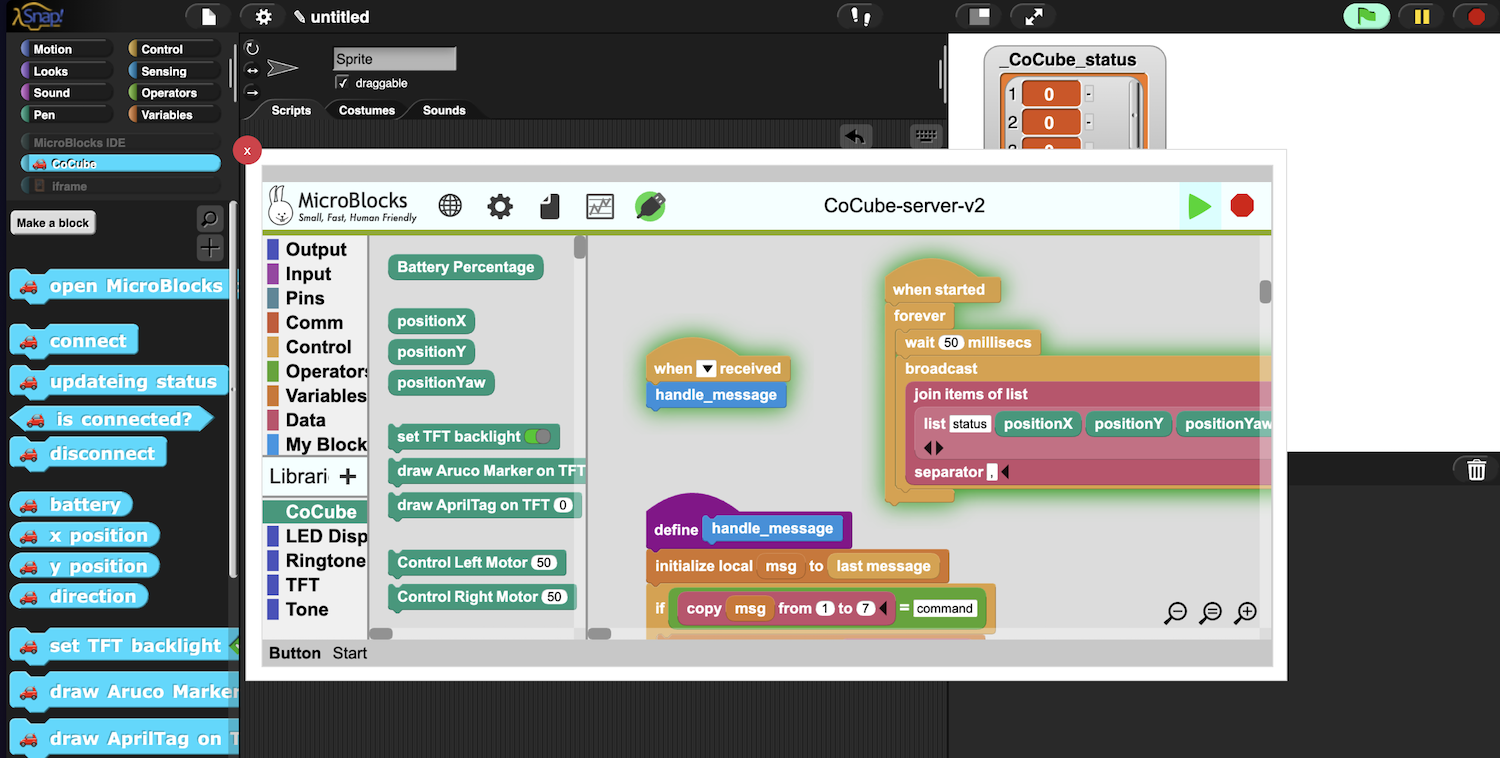 Snap!
untitled
Motion Control
Looks Sensing
Sound Operators
Pen Variables
MicroBlocks IDE
CoCube
iframe
Make a block
open MicroBlocks
connect
updateing status
is connected?
disconnect
battery
x position
y position
direction
set TFT backlight
draw Aruco Marker
draw AprilTag on
Sprite
draggable
Scripts Costumes Sounds
_CoCube_status
1 0 -
2 0 -
x
MicroBlocks
Small, Fast, Human Friendly
CoCube-server-v2
Output
Input
Pins
Comm
Control
Operators
Variables
Data
My Block
Librari +
CoCube
LED Disp
Ringtone
TFT
Tone
Battery Percentage
positionX
positionY
positionYaw
set TFT backlight
draw Aruco Marker on TFT
draw AprilTag on TFT 0
Control Left Motor 50
Control Right Motor 50
when received
handle_message
when started
forever
wait 50 millisecs
broadcast
join items of list
list status positionX positionY positionYaw
separator ,
define handle_message
initialize local msg to last message
if copy msg from 1 to 7 = command
Button Start